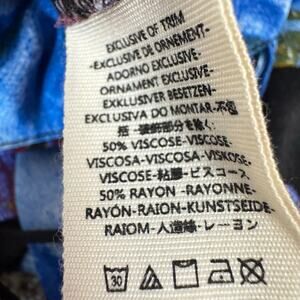 EXCLUSIVE OF TRIM
-EXCLUSIVE DE ORNEMENT-
ADORNO EXCLUSIVO
ORNAMENT EXCLUSIVE
EXKLUSIVER BESETZEN-
EXCLUSIVA DO MONTAR-不包
括 -装飾部分を除く:
50% VISCOSE-VISCOSE-
VISCOSA-VISCOSA-VISKOSE-
VISCOSE-粘膠-ビスコース
50% RAYON -RAYONNE-
RAYÓN-RAION-KUNSTSEIDE-
RAIOM-人造絲-レーヨン
30